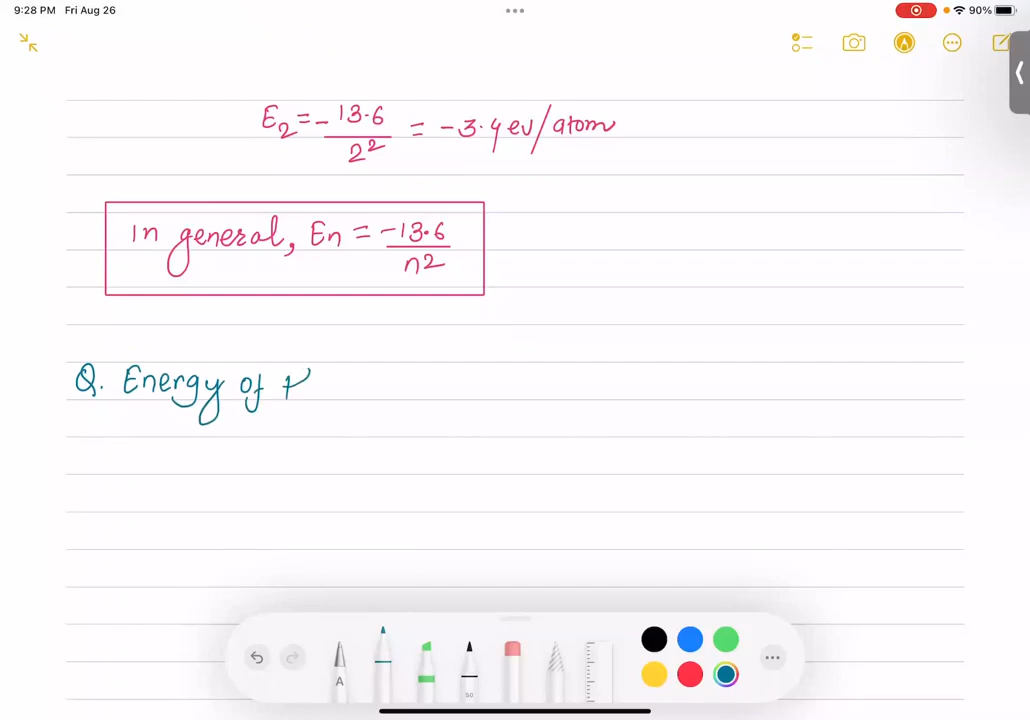 9:28 PM Fri Aug 26
90%
E₂ = -13.6/2² = -3.4 ev/atom
In general, En = -13.6/n2
Q. Energy of
A
50